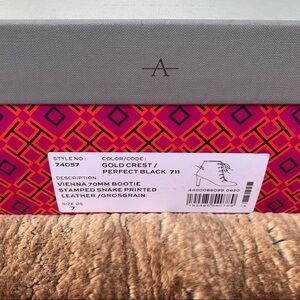 A
STYLE NO: COLOR/CODE:
74057 GOLD CREST /
PERFECT BLACK 711
DESCRIPTION
VIENNA 70MM BOOTIE
STAMPED SNAKE PRINTED
LEATHER /GROSGRAIN
SIZE US
7